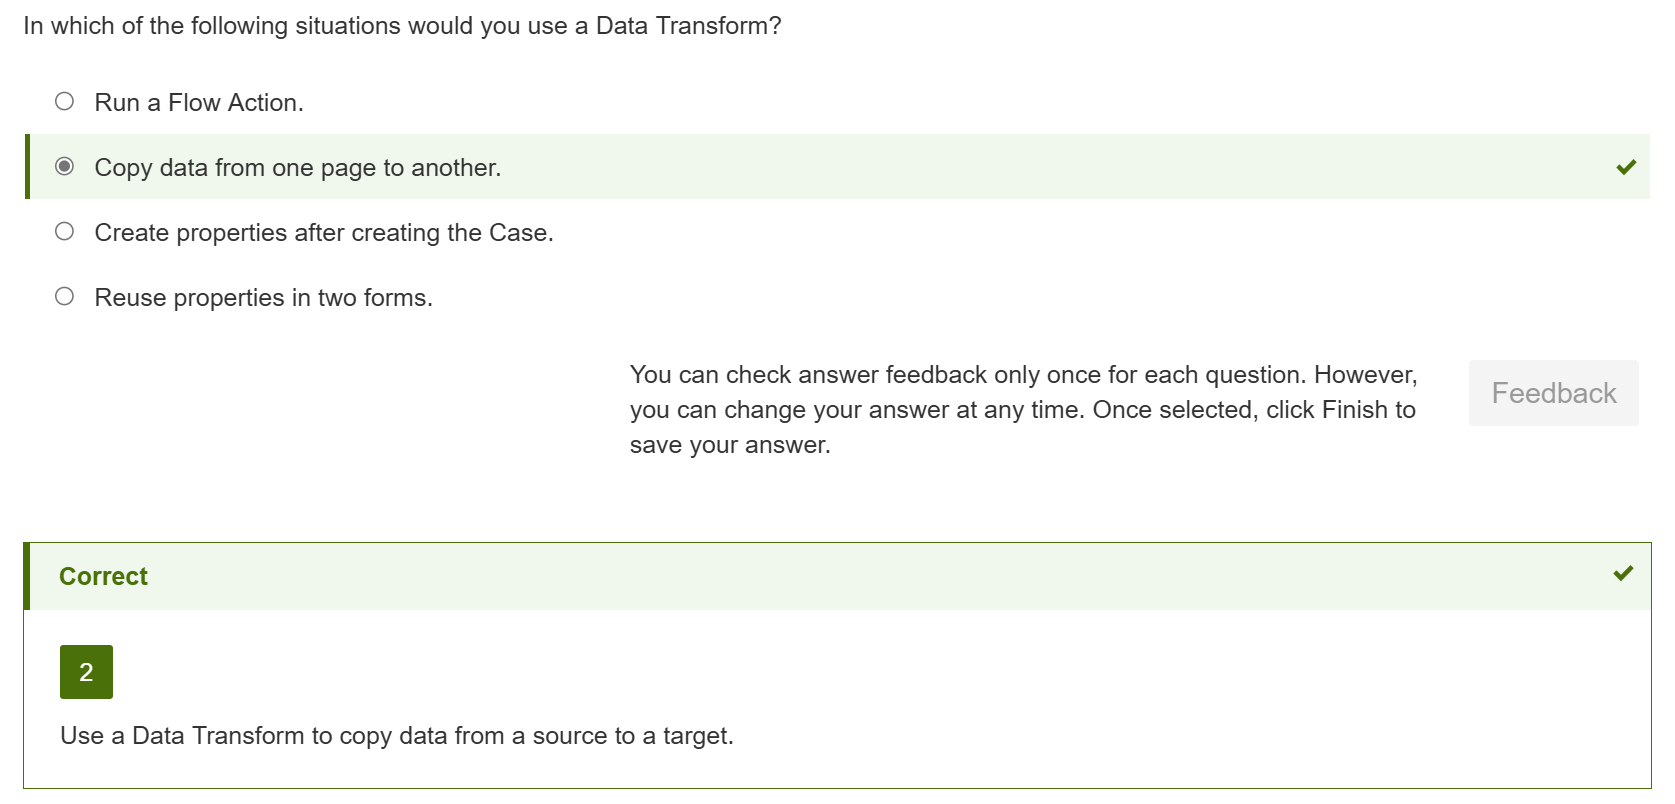 In which of the following situations would you use a Data Transform?
Run a Flow Action.
Copy data from one page to another.
Create properties after creating the Case.
Reuse properties in two forms.
You can check answer feedback only once for each question. However,
you can change your answer at any time. Once selected, click Finish to
save your answer.
Feedback
Correct
2
Use a Data Transform to copy data from a source to a target.